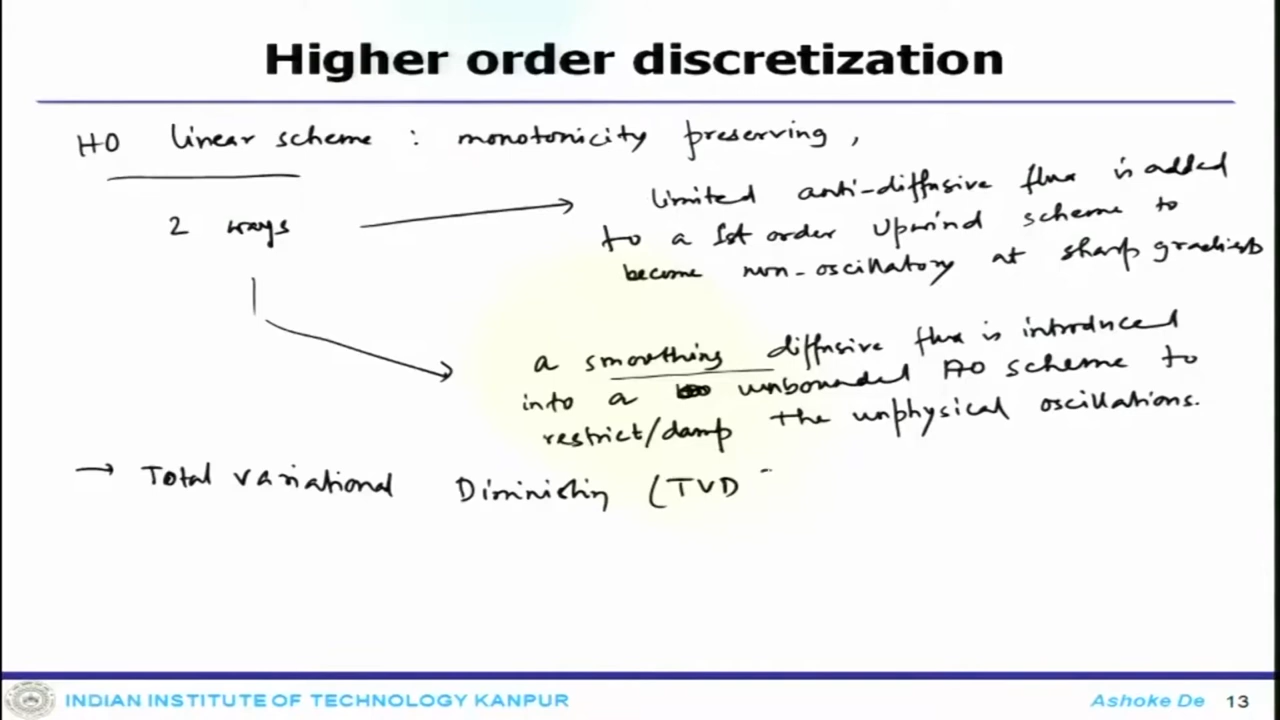 Higher order discretization
HO linear scheme : monotonicity preserving ,
2 ways
limited anti-diffusive flux is added
to a 1st order Upwind scheme to
become non-oscillatory at sharp gradients
a smoothing diffusive flux is introduced
into a unbounded HO scheme to
restrict/damp the unphysical oscillations.
→ Total variational Diminishing (TVD
INDIAN INSTITUTE OF TECHNOLOGY KANPUR
Ashoke De 13